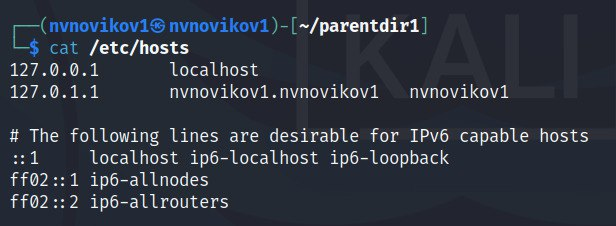 ┌──(nvnovikov1㉿nvnovikov1)-[~/parentdir1]
└─$ cat /etc/hosts
127.0.0.1       localhost
127.0.1.1       nvnovikov1.nvnovikov1   nvnovikov1

# The following lines are desirable for IPv6 capable hosts
::1     localhost ip6-localhost ip6-loopback
ff02::1 ip6-allnodes
ff02::2 ip6-allrouters
KALI